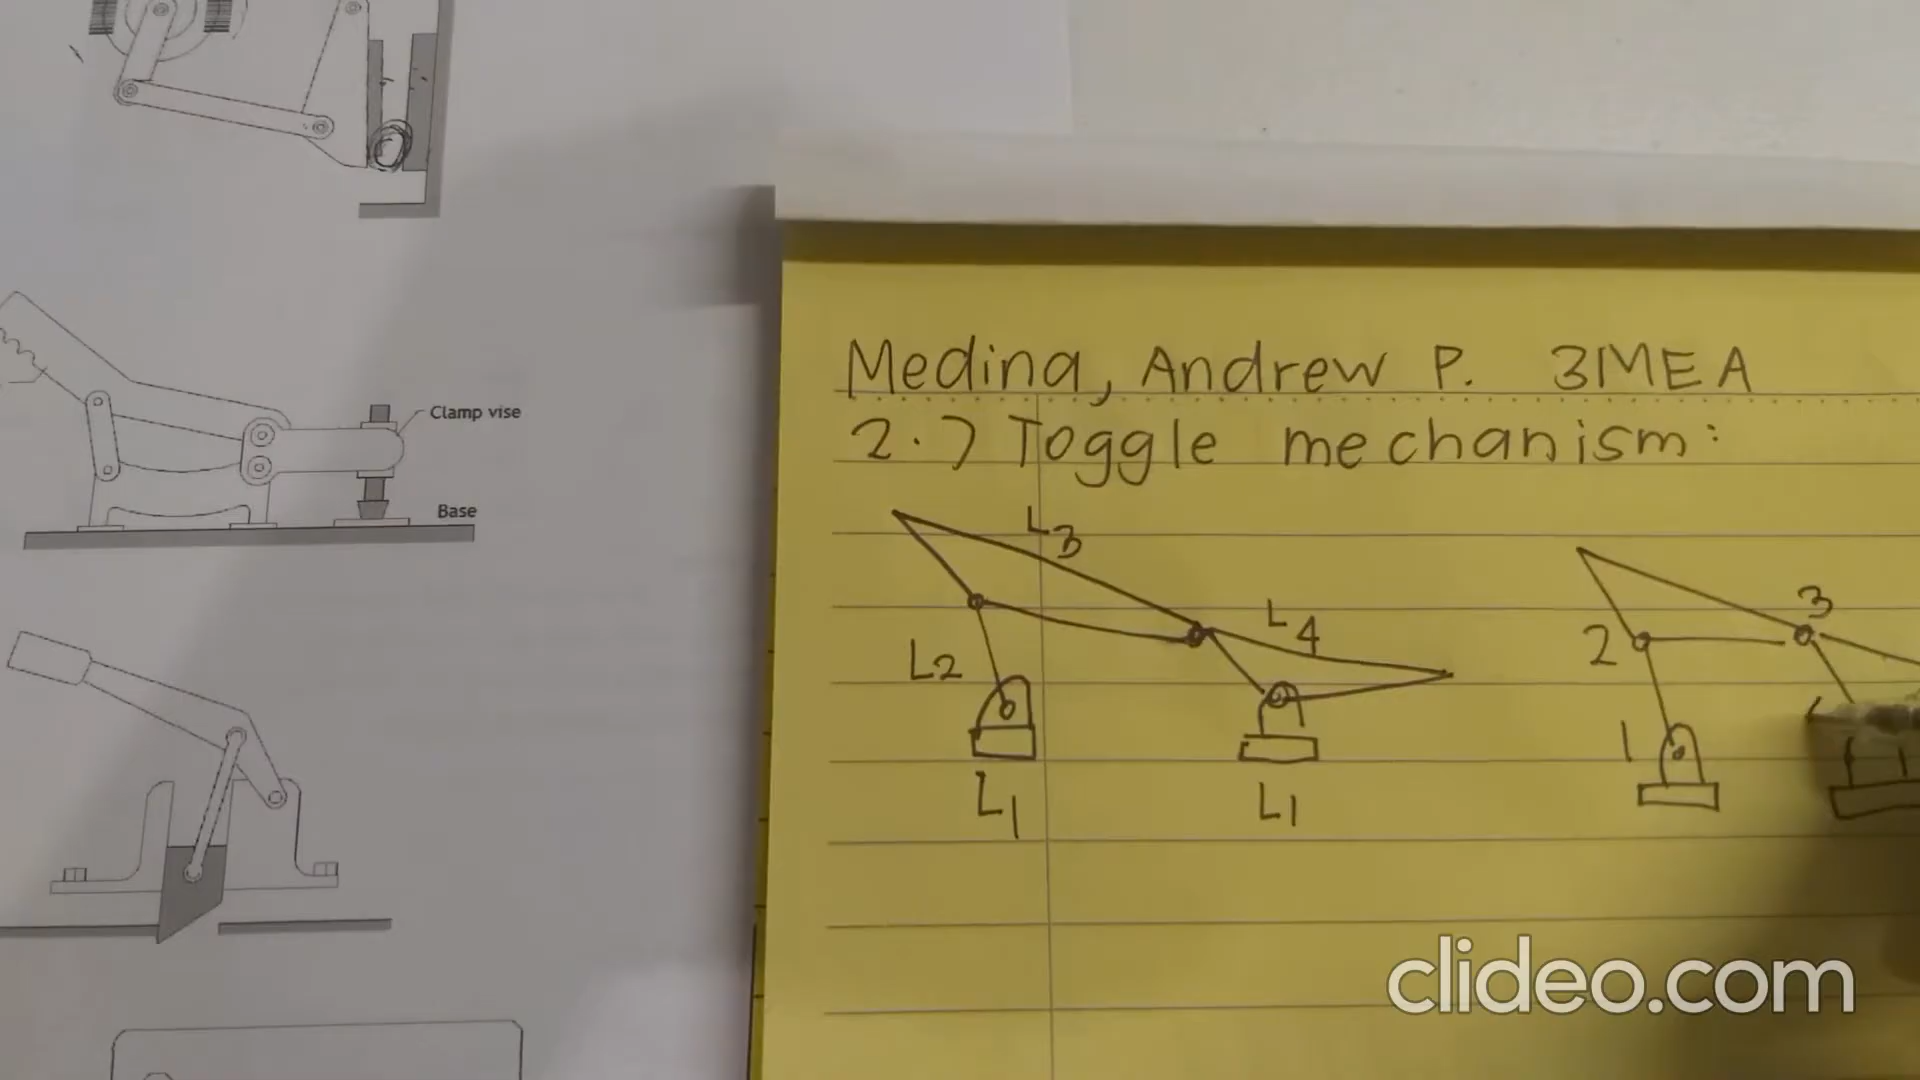 Clamp vise
Base
Medina, Andrew P. 3MEA
2.) Toggle mechanism:
L3
L4
L2
L1
L1
3
2
1
clideo.com